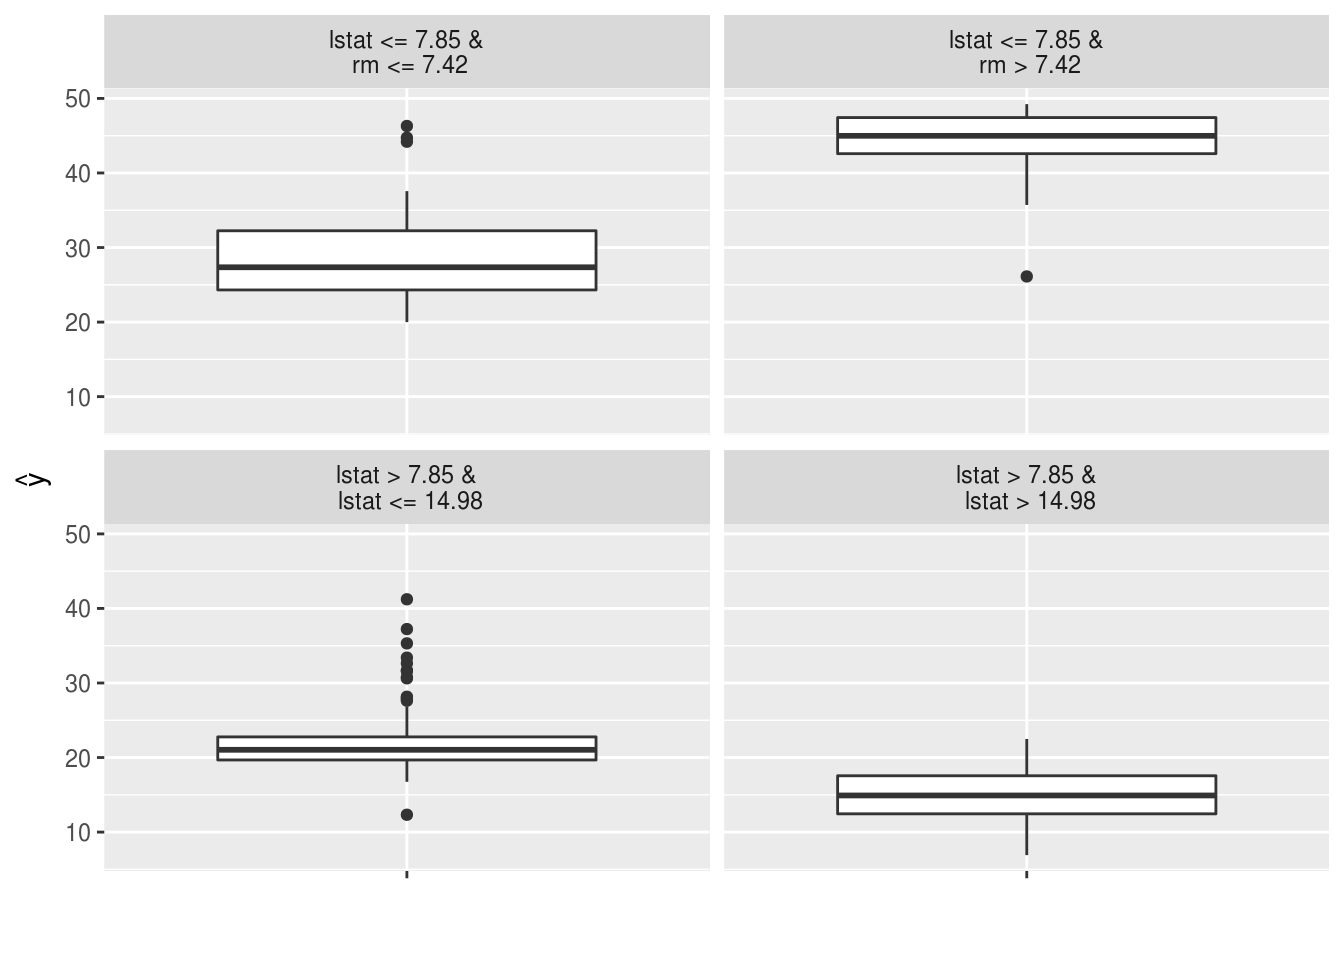 lstat <= 7.85 &
rm <= 7.42
lstat <= 7.85 &
rm > 7.42
50
40
30
20
10
ŷ
lstat > 7.85 &
lstat <= 14.98
lstat > 7.85 &
lstat > 14.98
50
40
30
20
10